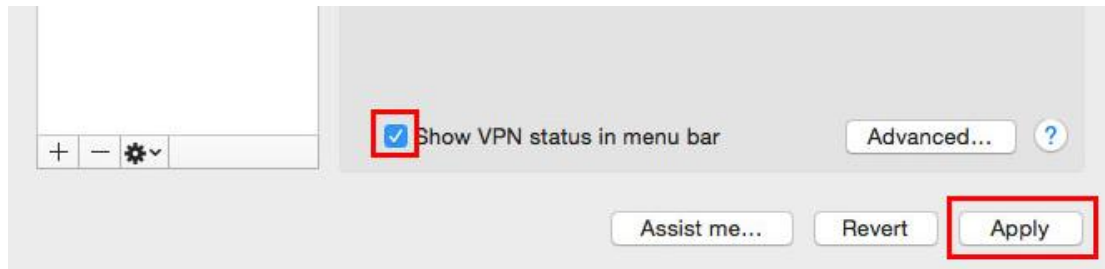 Show VPN status in menu bar
Advanced...
?
+ −
Assist me...
Revert
Apply